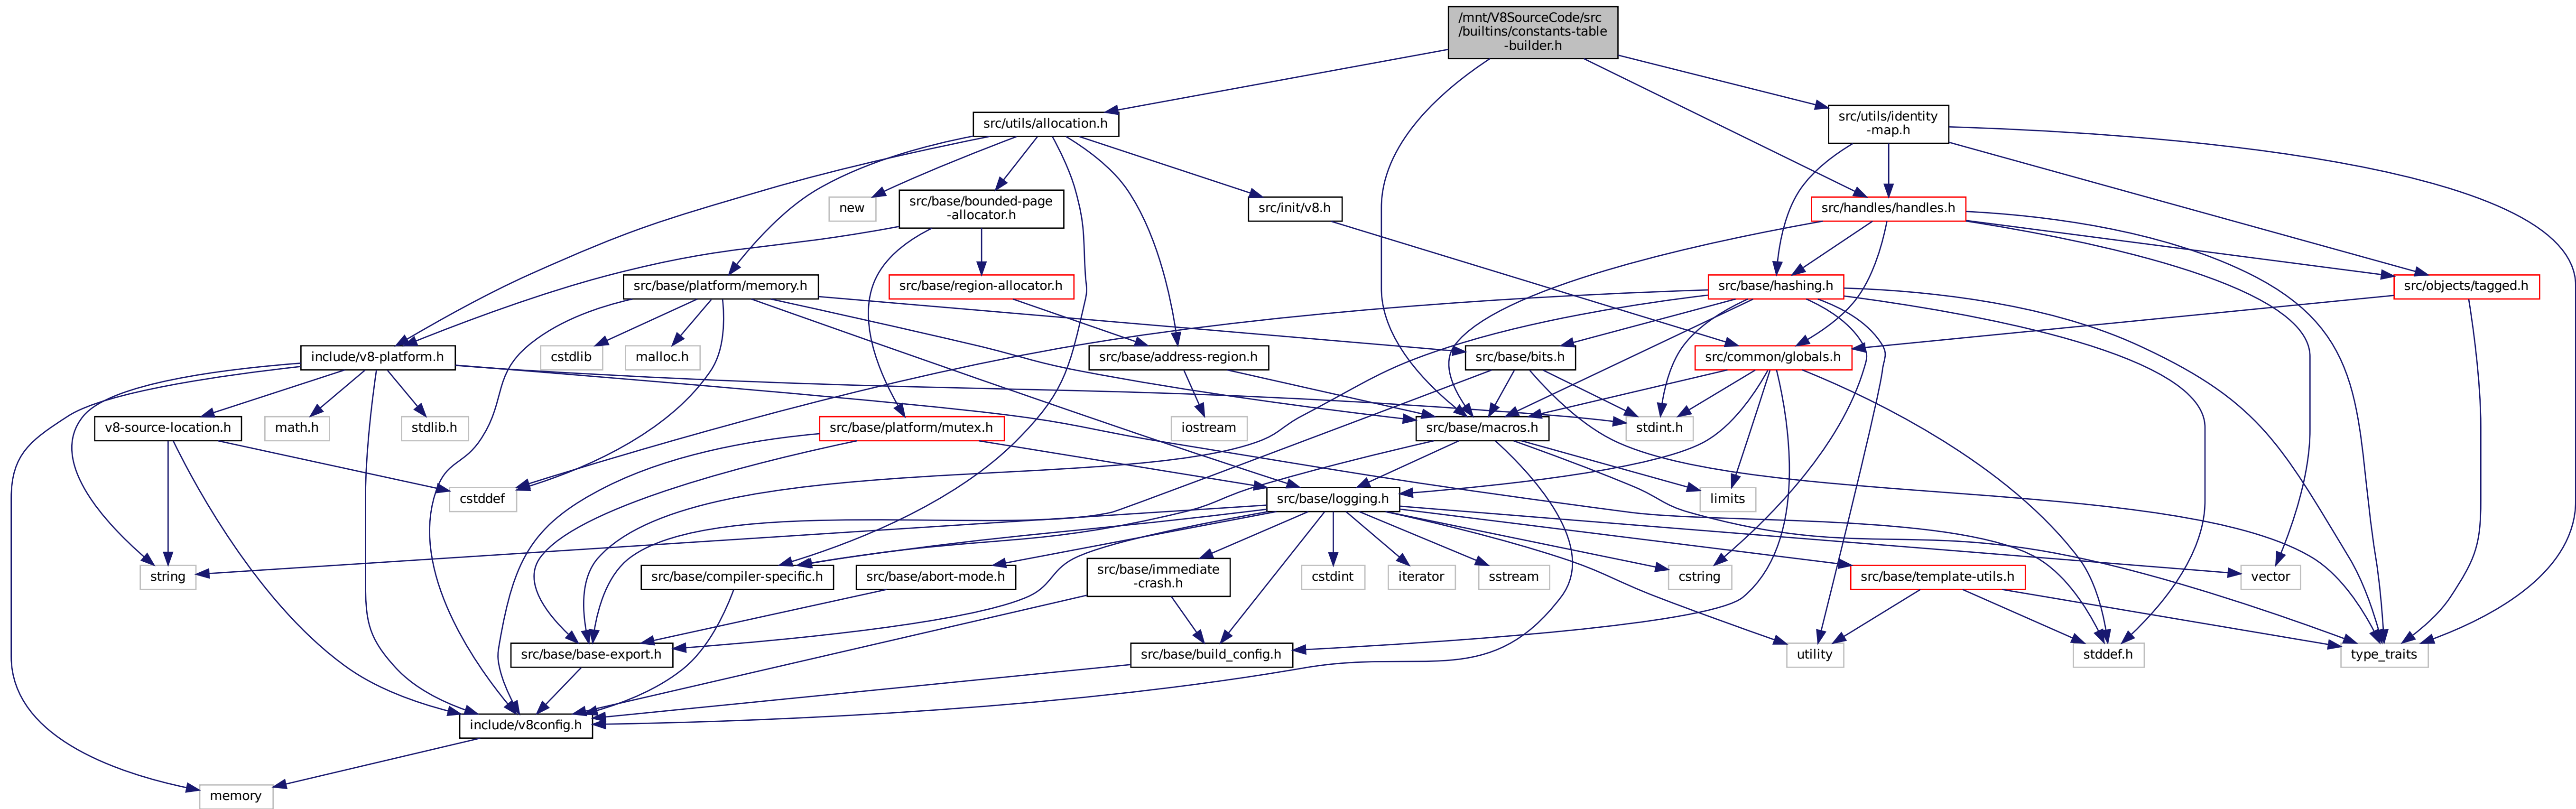 /mnt/V8SourceCode/src
/builtins/constants-table
-builder.h
src/utils/allocation.h
src/utils/identity
-map.h
new
src/base/bounded-page
-allocator.h
src/init/v8.h
src/handles/handles.h
src/base/platform/memory.h
src/base/region-allocator.h
src/base/hashing.h
src/objects/tagged.h
include/v8-platform.h
cstdlib
malloc.h
src/base/address-region.h
src/base/bits.h
src/common/globals.h
v8-source-location.h
math.h
stdlib.h
src/base/platform/mutex.h
iostream
src/base/macros.h
stdint.h
cstddef
src/base/logging.h
limits
string
src/base/compiler-specific.h
src/base/abort-mode.h
src/base/immediate
-crash.h
cstdint
iterator
sstream
cstring
src/base/template-utils.h
vector
src/base/base-export.h
src/base/build_config.h
utility
stddef.h
type_traits
include/v8config.h
memory